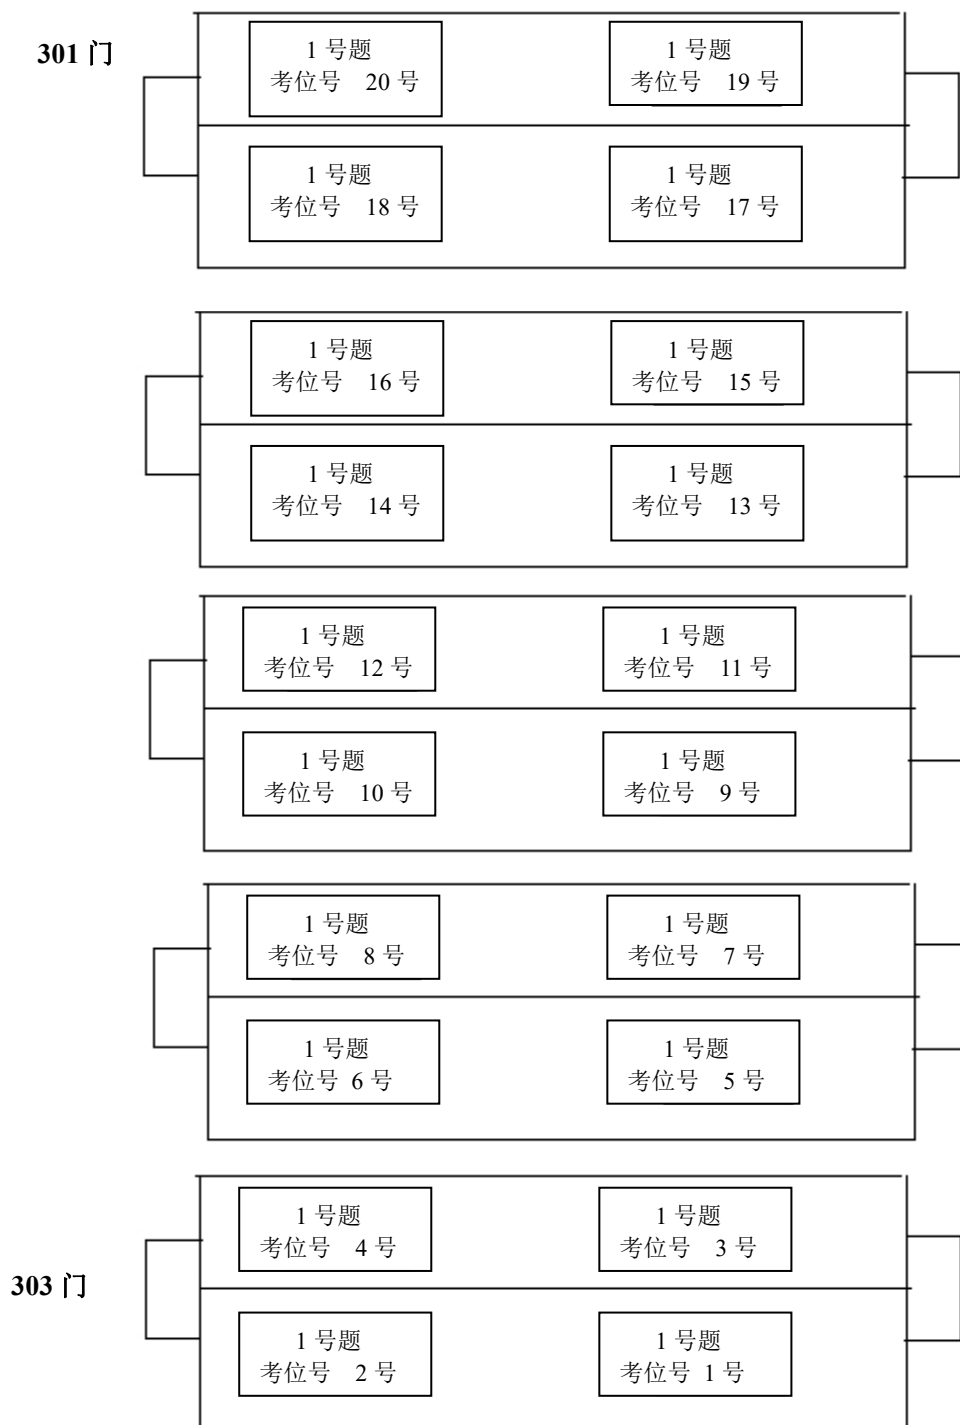 301 门
1 号题
考位号 20 号
1 号题
考位号 19 号
1 号题
考位号 18 号
1 号题
考位号 17 号
1 号题
考位号 16 号
1 号题
考位号 15 号
1 号题
考位号 14 号
1 号题
考位号 13 号
1 号题
考位号 12 号
1 号题
考位号 11 号
1 号题
考位号 10 号
1 号题
考位号 9 号
1 号题
考位号 8 号
1 号题
考位号 7 号
1 号题
考位号 6 号
1 号题
考位号 5 号
1 号题
考位号 4 号
1 号题
考位号 3 号
303 门
1 号题
考位号 2 号
1 号题
考位号 1 号